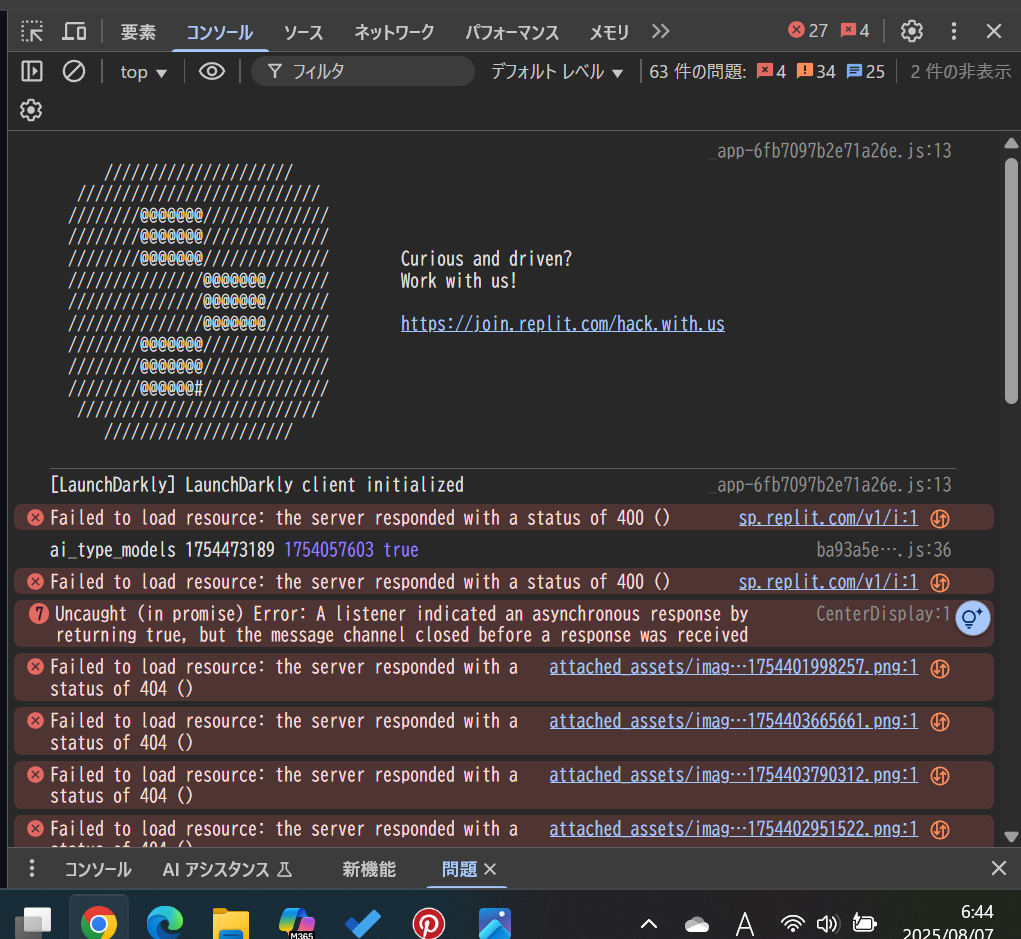 要素 コンソール ソース ネットワーク パフォーマンス メモリ 27 4
top フィルタ デフォルト レベル 63 件の問題: 4 34 25 2 件の非表示
_app-6fb7097b2e71a26e.js:13
/////////////////////
///////////////////////////
////////@@@@@@@//////////////
////////@@@@@@@//////////////
////////@@@@@@@//////////////
///////////////@@@@@@@///////
///////////////@@@@@@@///////
///////////////@@@@@@@///////
////////@@@@@@@//////////////
////////@@@@@@@//////////////
////////@@@@@@#//////////////
///////////////////////////
/////////////////////
Curious and driven?
Work with us!
https://join.replit.com/hack.with.us
[LaunchDarkly] LaunchDarkly client initialized _app-6fb7097b2e71a26e.js:13
Failed to load resource: the server responded with a status of 400 () sp.replit.com/v1/i:1
ai_type_models 1754473189 1754057603 true ba93a5e….js:36
Failed to load resource: the server responded with a status of 400 () sp.replit.com/v1/i:1
7 Uncaught (in promise) Error: A listener indicated an asynchronous response by CenterDisplay:1
returning true, but the message channel closed before a response was received
Failed to load resource: the server responded with a attached_assets/imag…1754401998257.png:1
status of 404 ()
Failed to load resource: the server responded with a attached_assets/imag…1754403665661.png:1
status of 404 ()
Failed to load resource: the server responded with a attached_assets/imag…1754403790312.png:1
status of 404 ()
Failed to load resource: the server responded with a attached_assets/imag…1754402951522.png:1
status of 404 ()
コンソール AI アシスタンス 新機能 問題
M365
A
6:44
2025/08/07